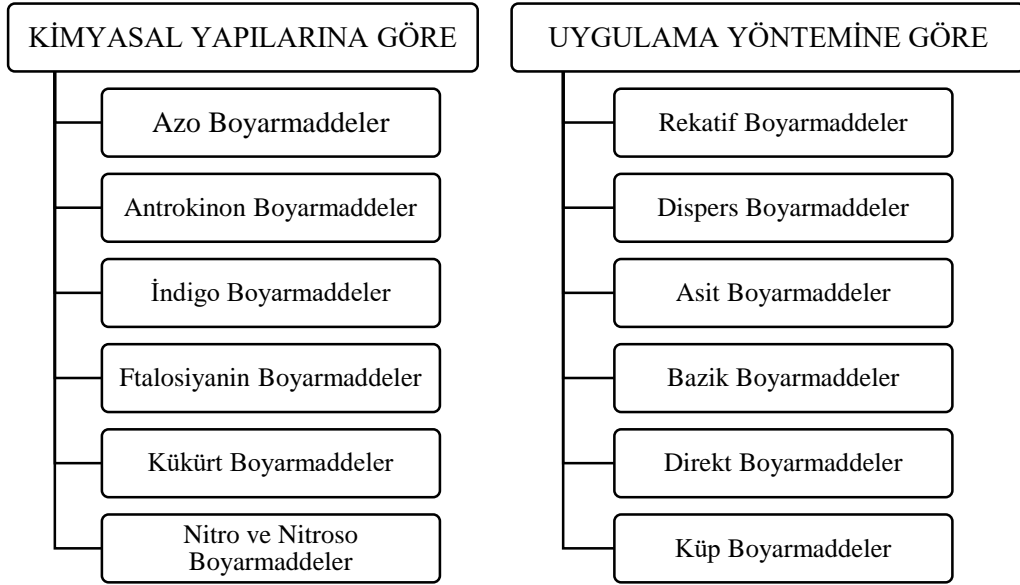 KİMYASAL YAPILARINA GÖRE
Azo Boyarmaddeler
Antrokinon Boyarmaddeler
İndigo Boyarmaddeler
Ftalosiyanin Boyarmaddeler
Kükürt Boyarmaddeler
Nitro ve Nitroso
Boyarmaddeler
UYGULAMA YÖNTEMİNE GÖRE
Rekatif Boyarmaddeler
Dispers Boyarmaddeler
Asit Boyarmaddeler
Bazik Boyarmaddeler
Direkt Boyarmaddeler
Küp Boyarmaddeler